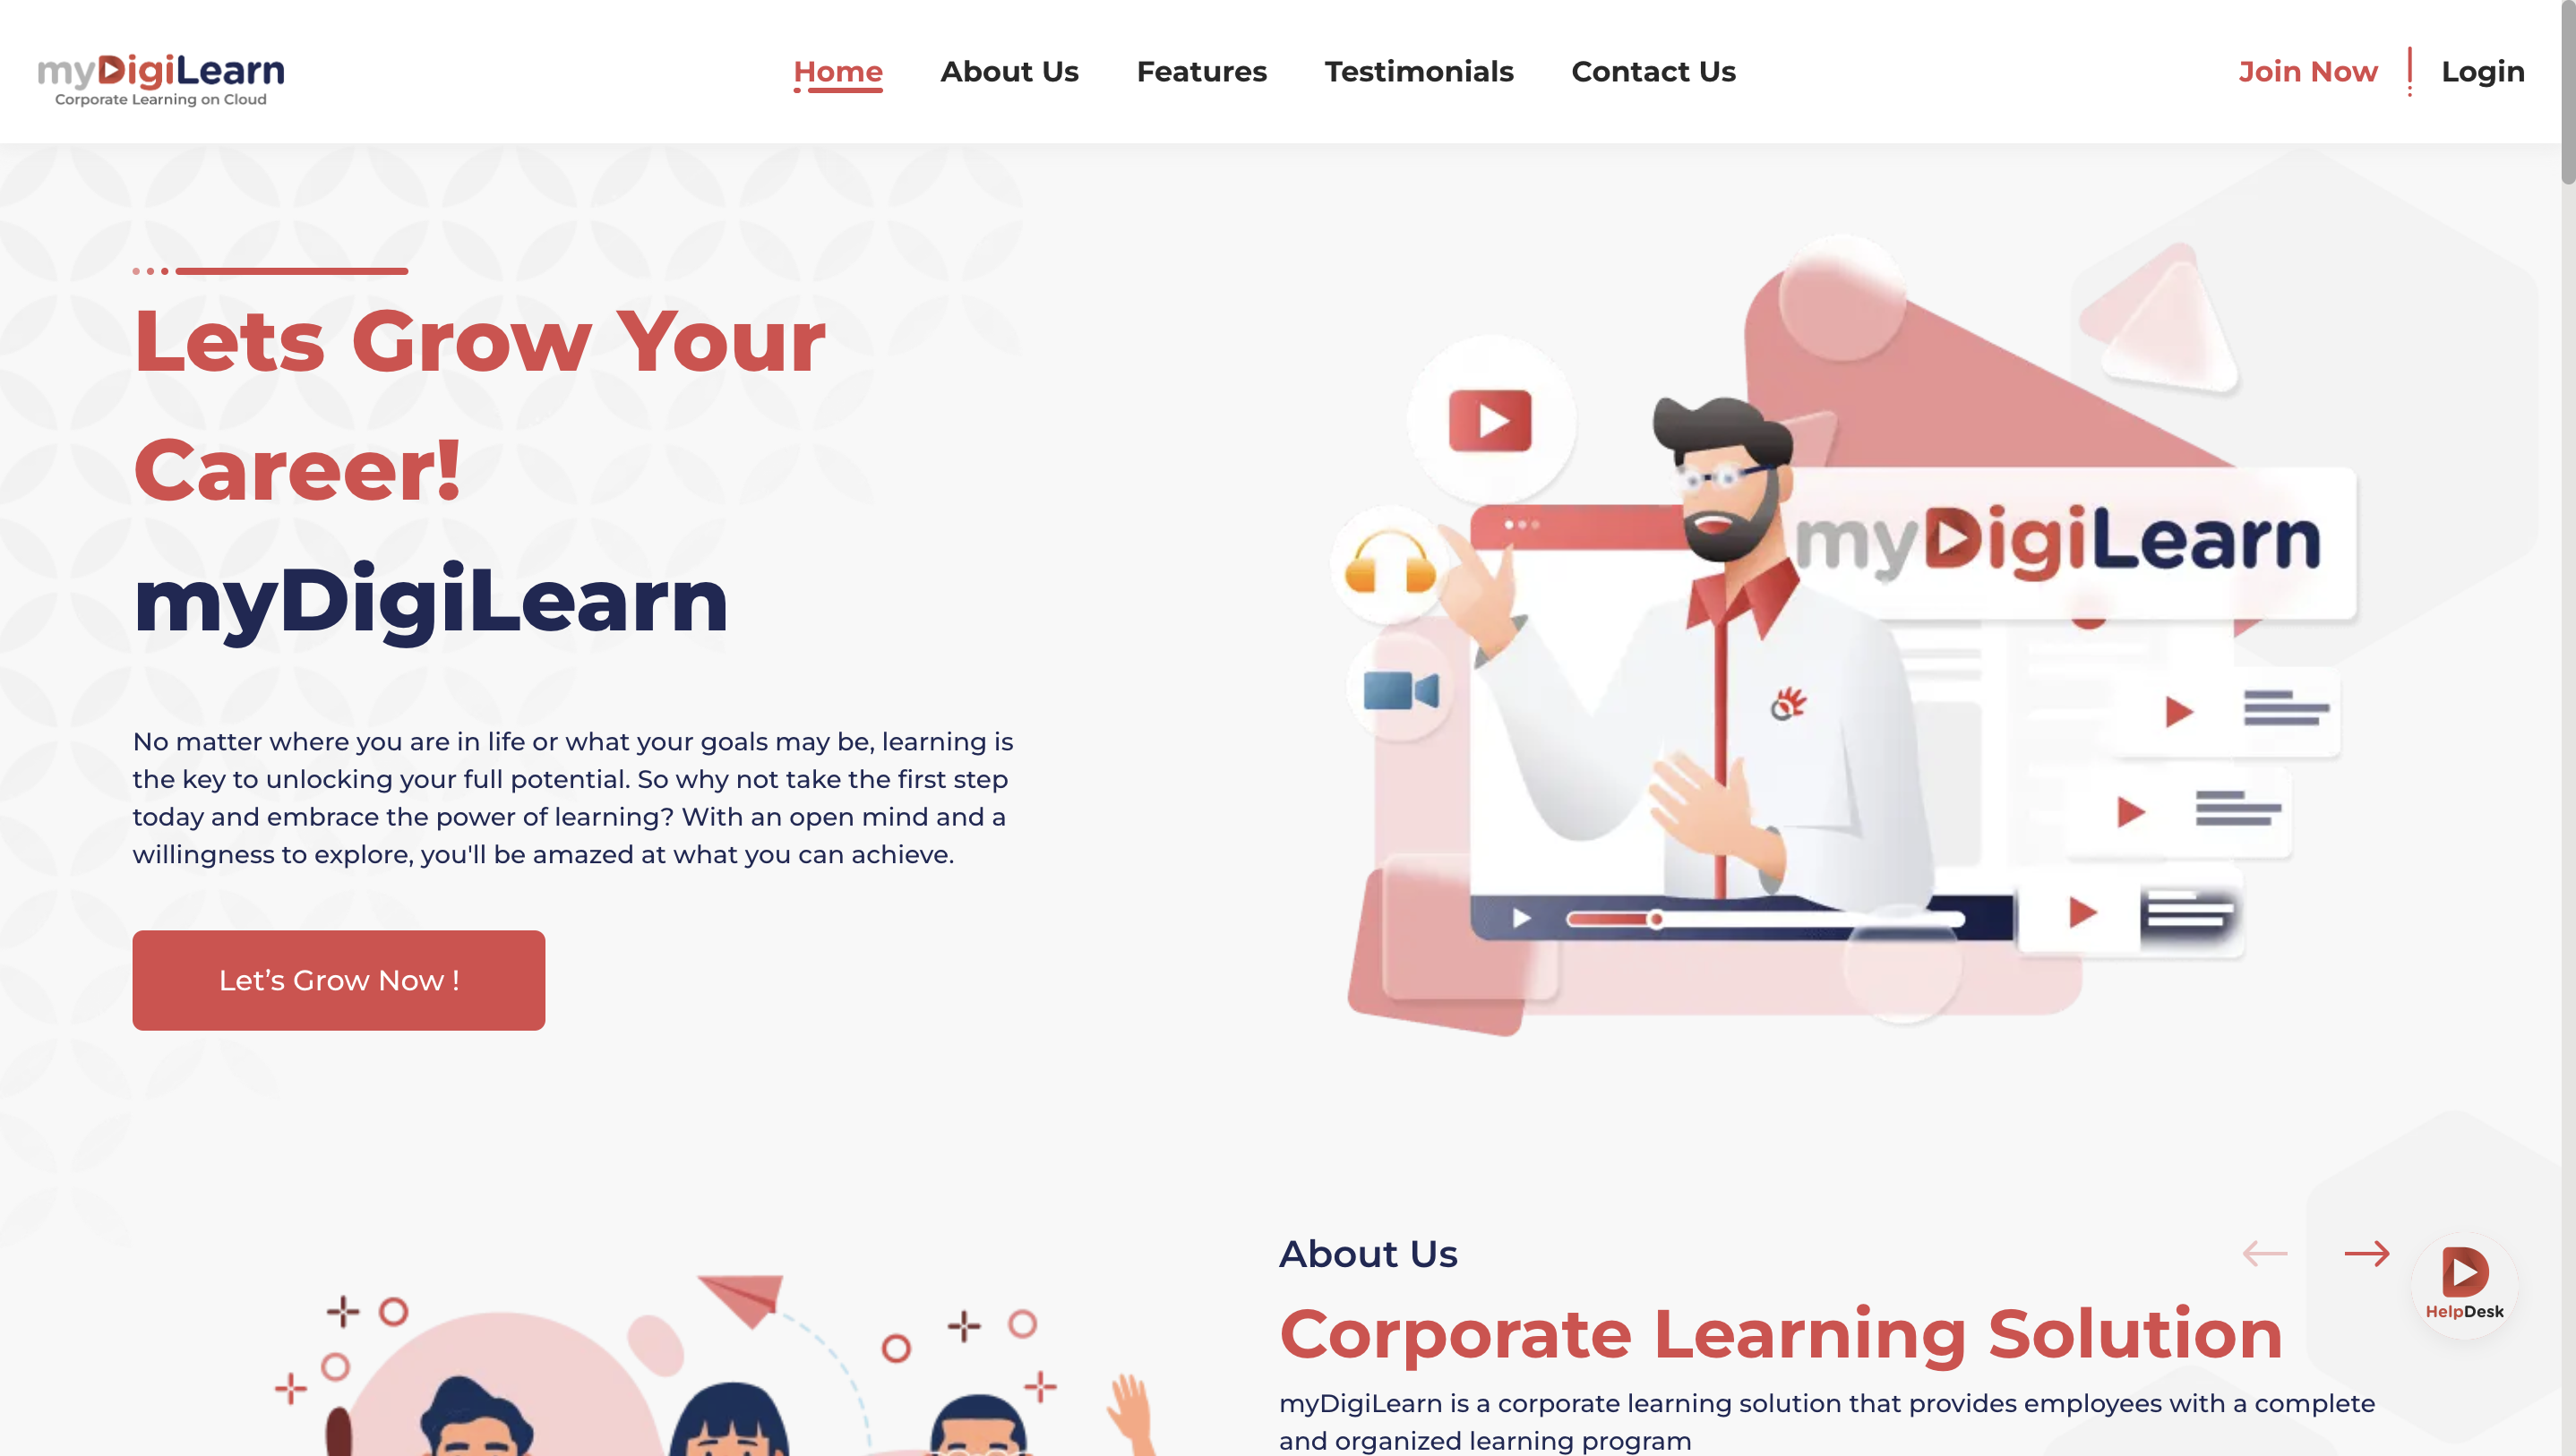 myDigiLearn
Corporate Learning on Cloud
Home
About Us
Features
Testimonials
Contact Us
Join Now
Login
Lets Grow Your
Career!
myDigiLearn
No matter where you are in life or what your goals may be, learning is
the key to unlocking your full potential. So why not take the first step
today and embrace the power of learning? With an open mind and a
willingness to explore, you'll be amazed at what you can achieve.
Let’s Grow Now !
myDigiLearn
About Us
Corporate Learning Solution
myDigiLearn is a corporate learning solution that provides employees with a complete
and organized learning program
HelpDesk